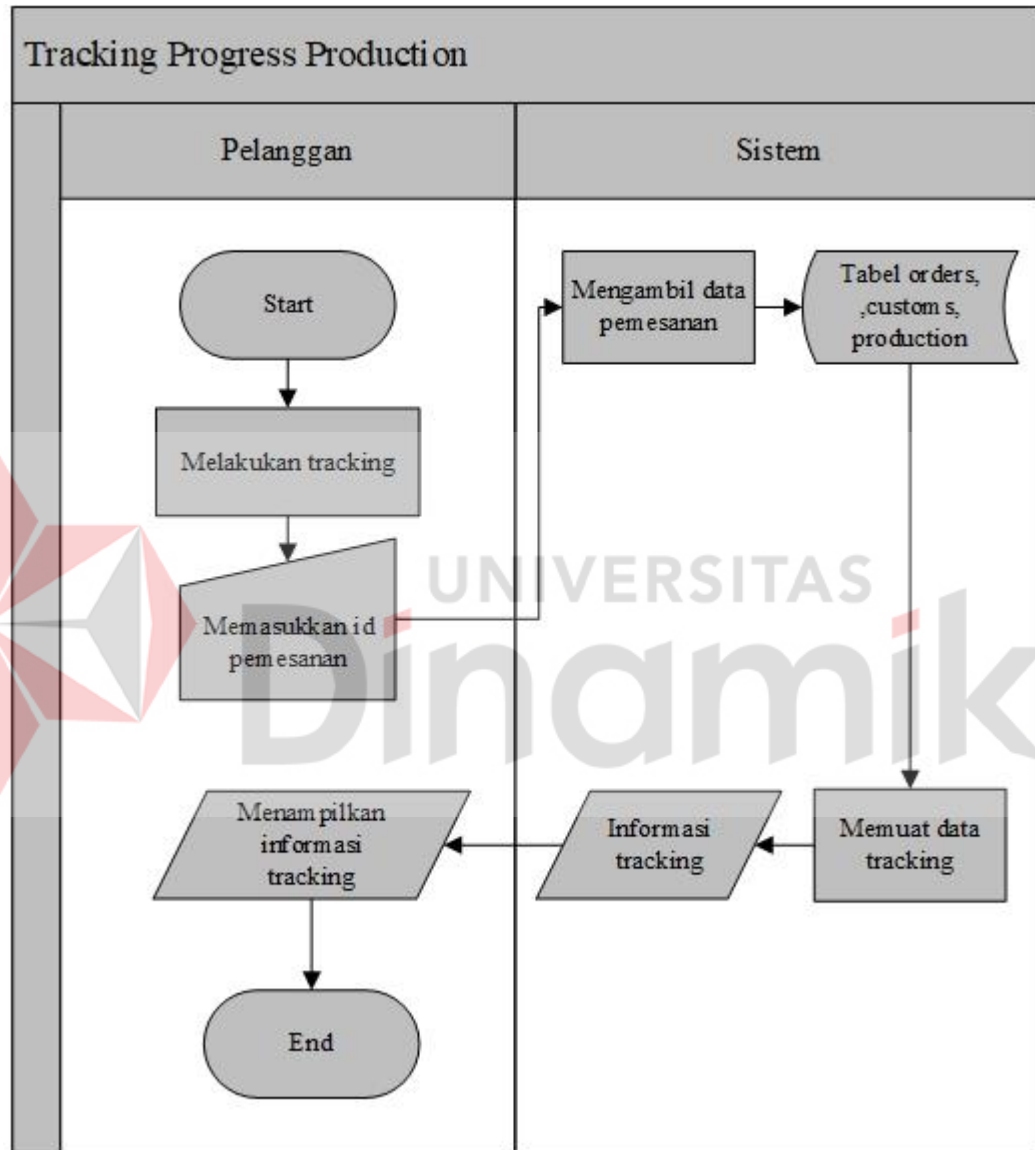 Tracking Progress Production
Pelanggan
Sistem
Start
Melakukan tracking
Memasukkan id
pemesanan
Mengambil data
pemesanan
Tabel orders,
,customs,
production
Memuat data
tracking
Informasi
tracking
Menampilkan
informasi
tracking
End
UNIVERSITAS
Dinamika